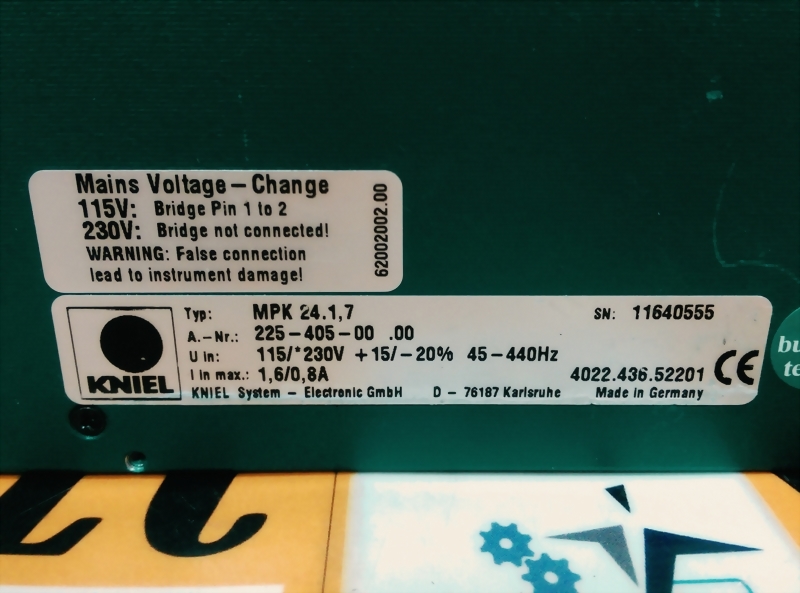 Mains Voltage – Change
115V: Bridge Pin 1 to 2
230V: Bridge not connected!
WARNING: False connection
lead to instrument damage!
62002002.00
KNIEL
Typ: MPK 24.1,7 SN: 11640555
A.–Nr.: 225–405–00 .00
U in: 115/*230V +15/–20% 45–440Hz
I in max.: 1,6/0,8A 4022.436.52201 CE
KNIEL System – Electronic GmbH D – 76187 Karlsruhe Made in Germany